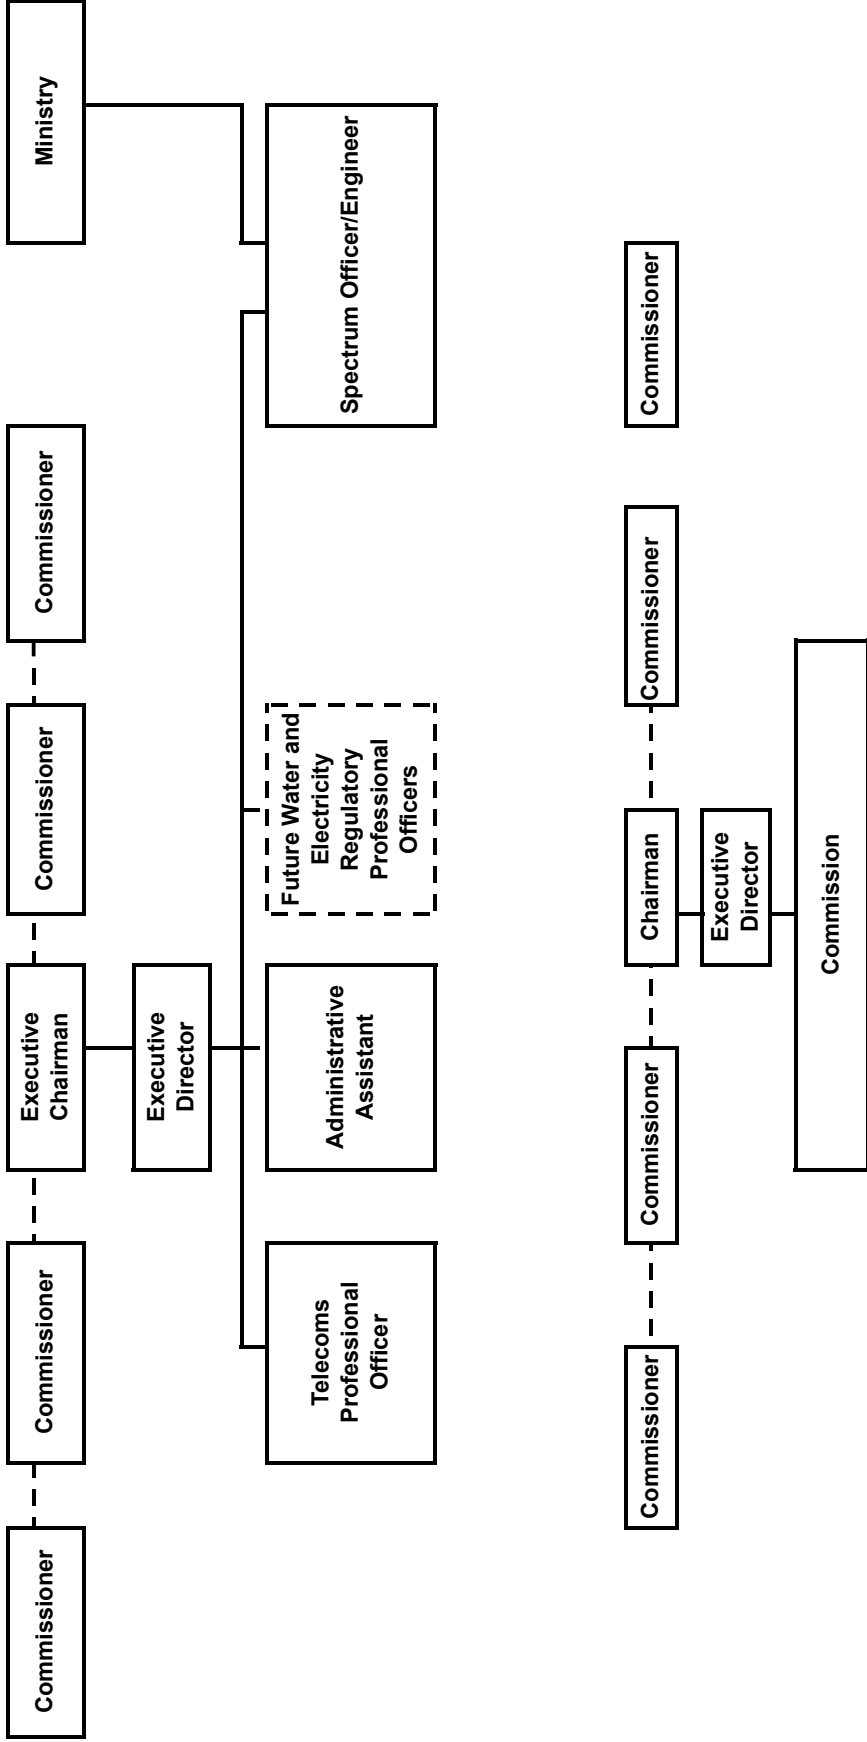 Commissioner
Commissioner
Executive
Chairman
Commissioner
Commissioner
Ministry
Executive
Director
Telecoms
Professional
Officer
Administrative
Assistant
Future Water and
Electricity
Regulatory
Professional
Officers
Spectrum Officer/Engineer
Commissioner
Commissioner
Chairman
Commissioner
Commissioner
Executive
Director
Commission